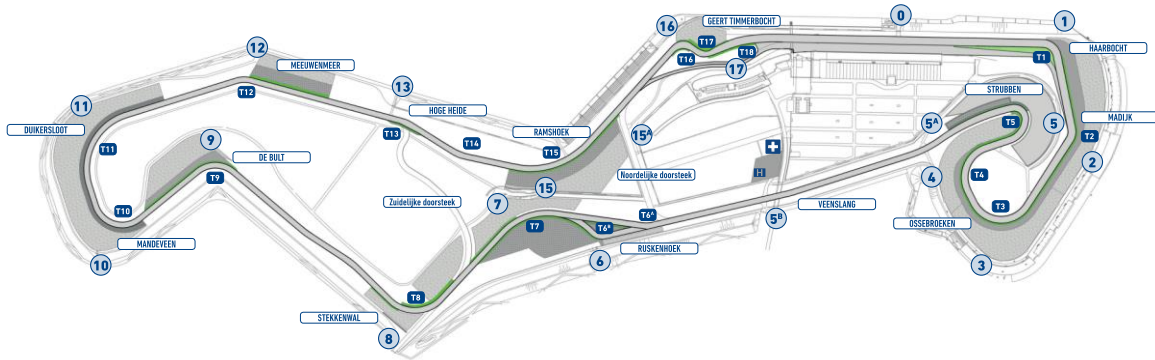 0
1
16
GEERT TIMMERBOCHT
T17
T18
T16
17
HAARBOCHT
T1
12
MEEUWENMEER
T12
13
HOGE HEIDE
STRUBBEN
11
DUIKERSLOOT
T11
9
DE BULT
T9
T13
T14
RAMSHOEK
T15
15ᴬ
5ᴬ
T5
5
MADIJK
T2
2
H
15
Noordelijke doorsteek
4
T4
T3
Zuidelijke doorsteek
7
T10
MANDEVEEN
10
T7
T6ᴬ
T6ᴮ
VEENSLANG
5ᴮ
OSSEBROEKEN
3
RUSKENHOEK
6
T8
STEKKENWAL
8